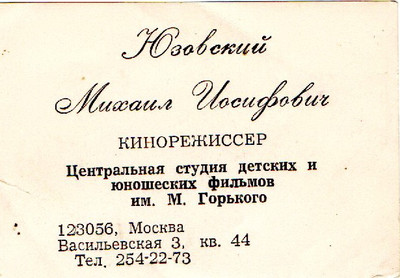 Юзовский
Михаил Иосифович
КИНОРЕЖИССЕР
Центральная студия детских и
юношеских фильмов
им. М. Горького
123056, Москва
Васильевская 3, кв. 44
Тел. 254-22-73